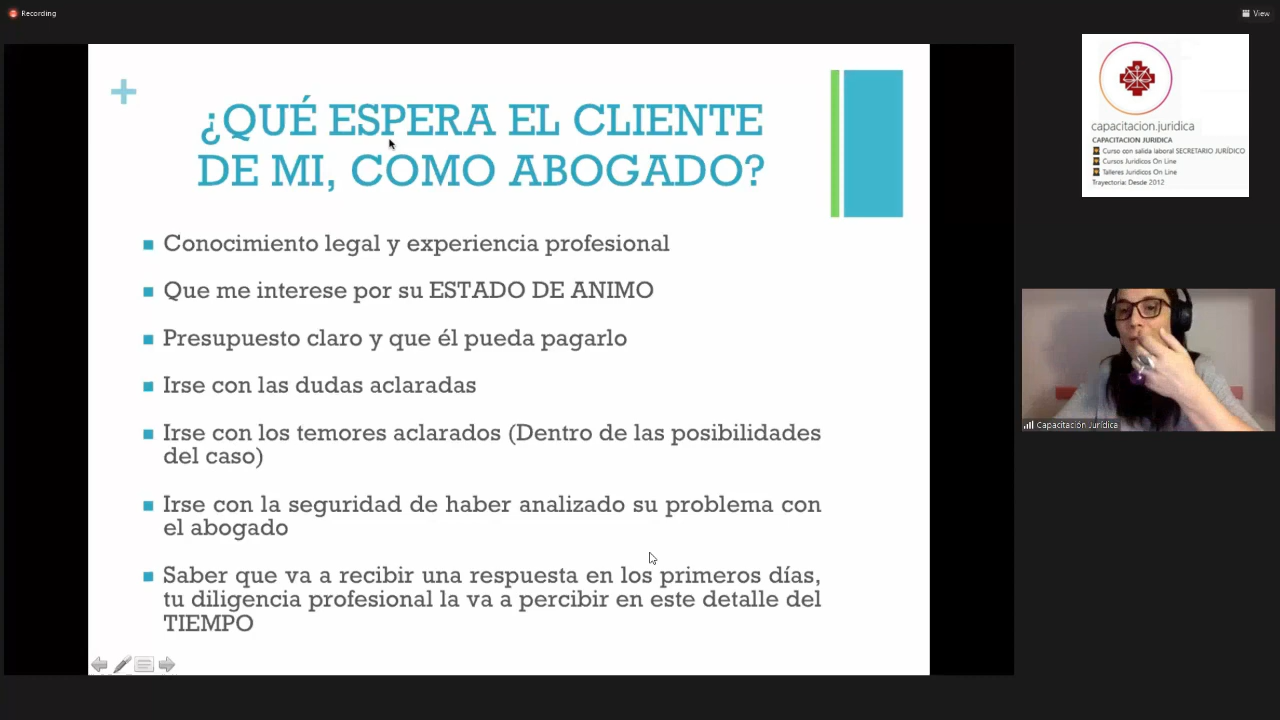 Recording
View
¿QUÉ ESPERA EL CLIENTE
DE MI, COMO ABOGADO?
Conocimiento legal y experiencia profesional
Que me interese por su ESTADO DE ANIMO
Presupuesto claro y que él pueda pagarlo
Irse con las dudas aclaradas
Irse con los temores aclarados (Dentro de las posibilidades
del caso)
Irse con la seguridad de haber analizado su problema con
el abogado
Saber que va a recibir una respuesta en los primeros días,
tu diligencia profesional la va a percibir en este detalle del
TIEMPO
capacitacion.juridica
CAPACITACION JURIDICA
Curso con salida laboral SECRETARIO JURÍDICO
Cursos Juridicos On Line
Talleres Juridicos On Line
Trayectoria: Desde 2012
Capacitación Jurídica